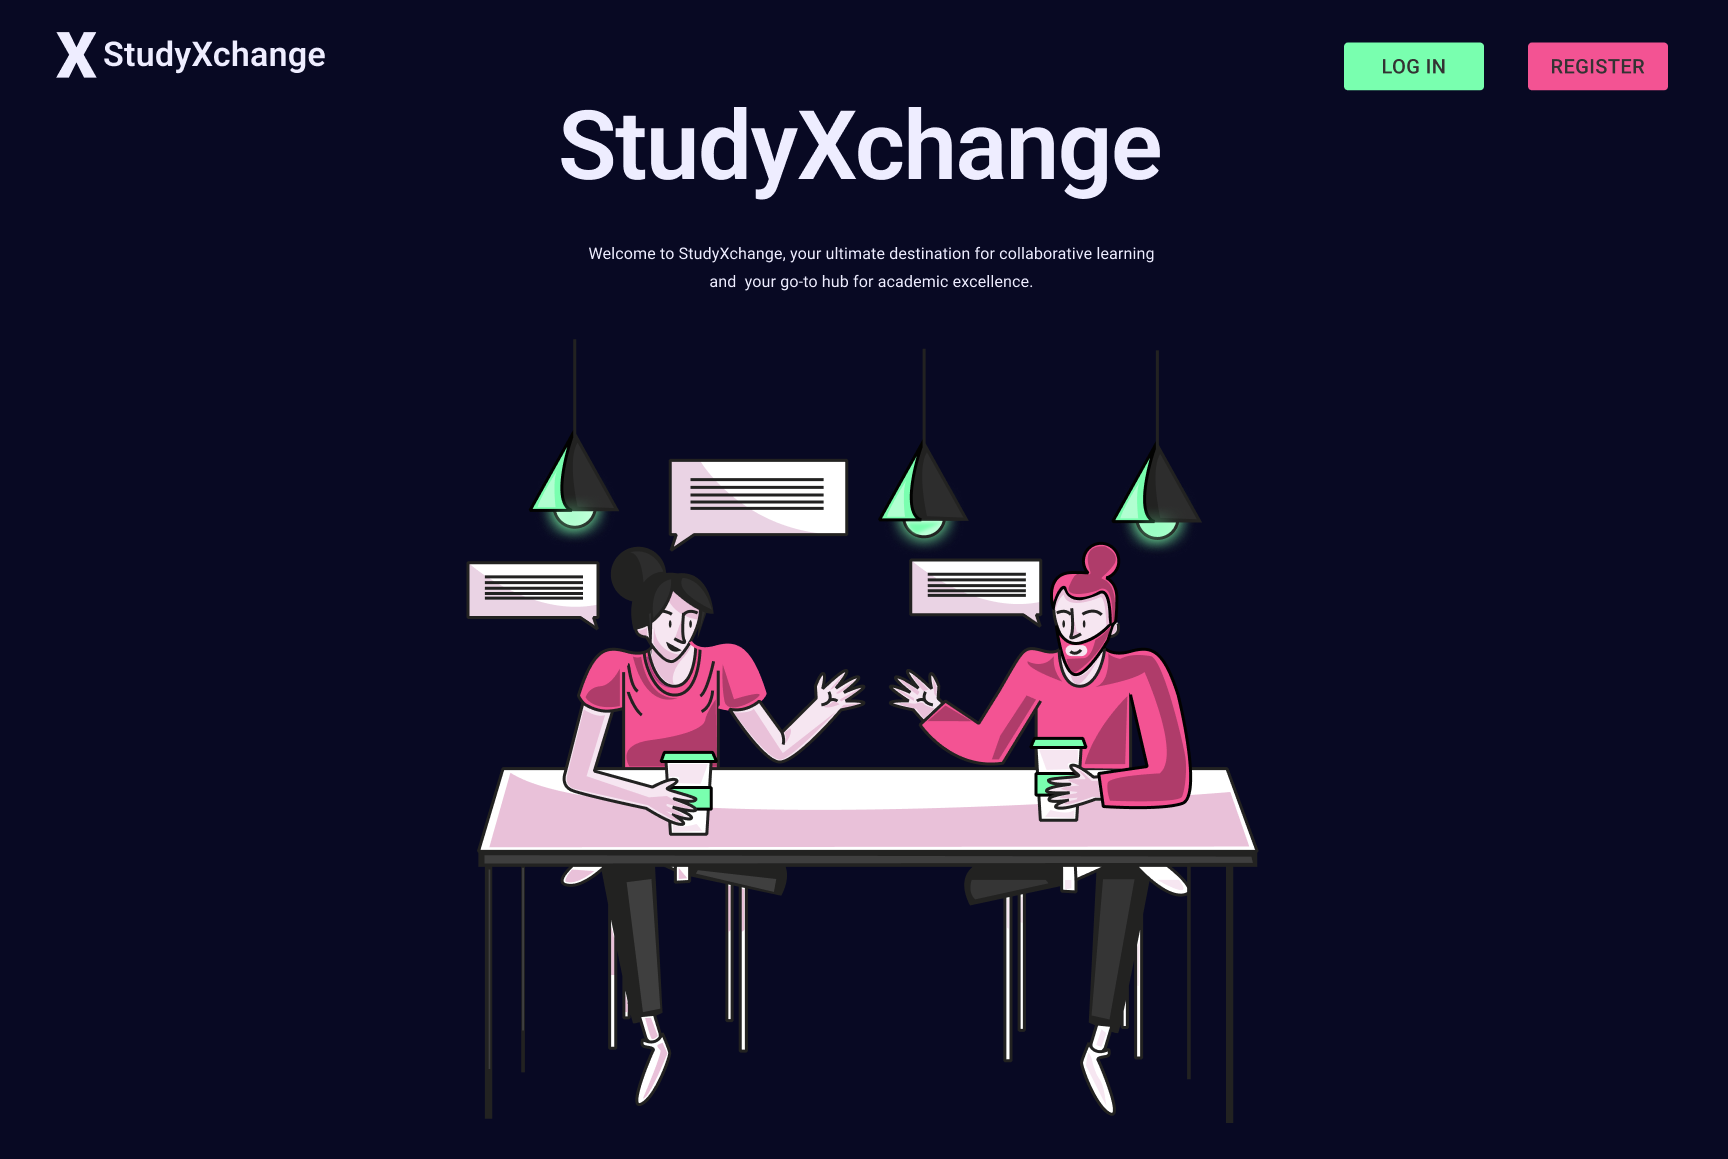 StudyXchange
LOG IN
REGISTER
StudyXchange
Welcome to StudyXchange, your ultimate destination for collaborative learning
and  your go-to hub for academic excellence.